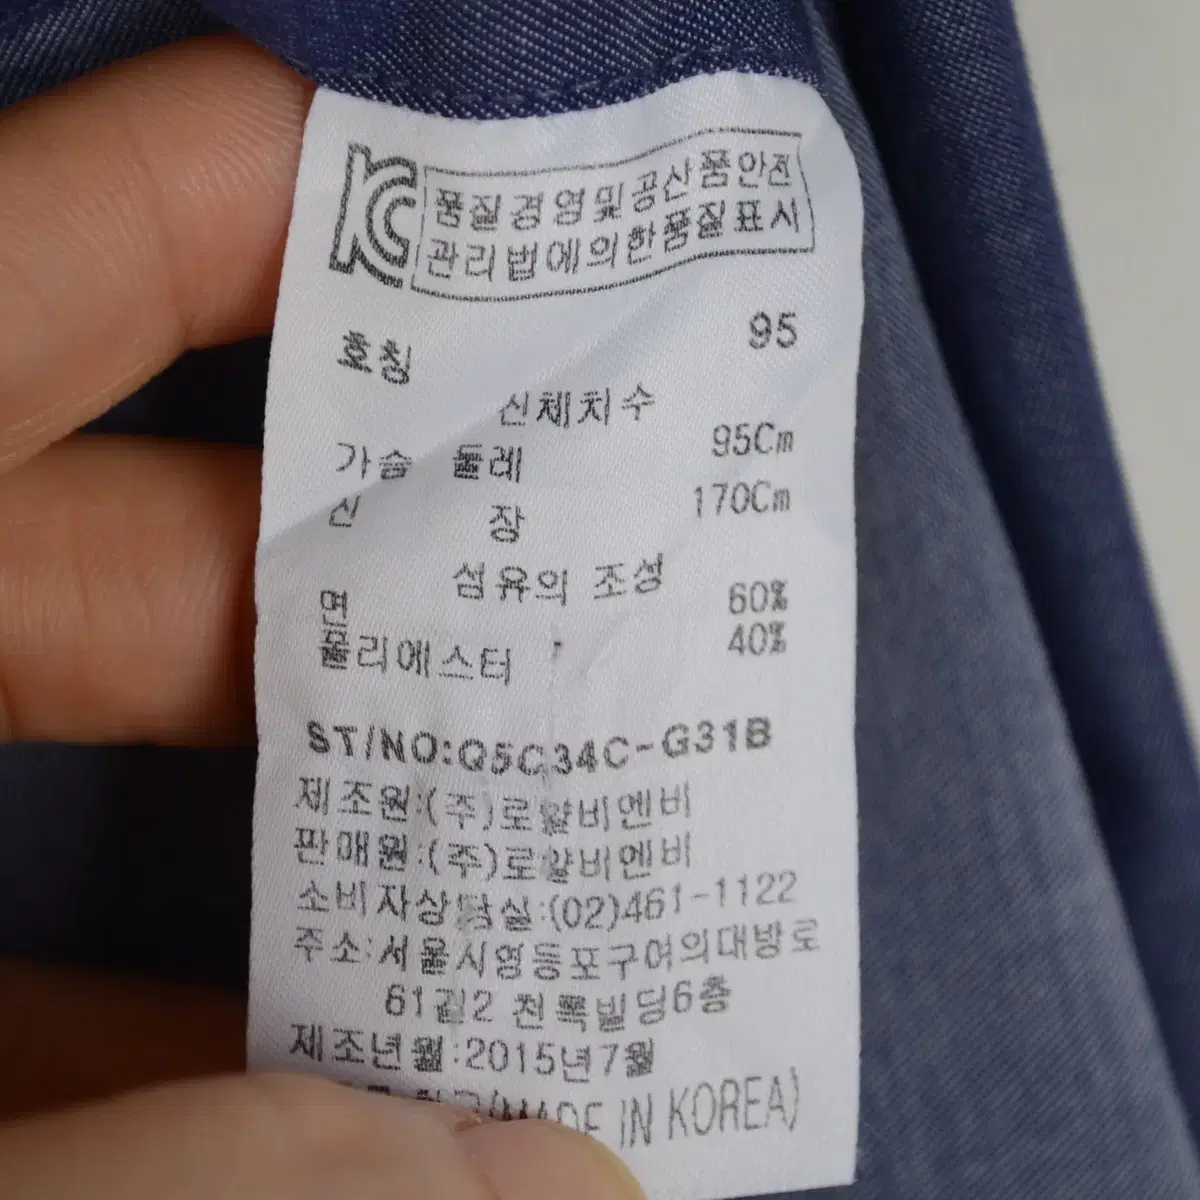 KC 품질경영및공산품안전
관리법에의한품질표시
호칭 95
신체치수
가슴 둘레 95Cm
신 장 170Cm
섬유의 조성
면 60%
폴리에스터 40%
ST/NO:Q5C34C-G31B
제조원:(주)로얄비엔비
판매원:(주)로얄비엔비
소비자상담실:(02)461-1122
주소:서울시영등포구여의대방로
61길2 천록빌딩6층
제조년월:2015년7월
(MADE IN KOREA)